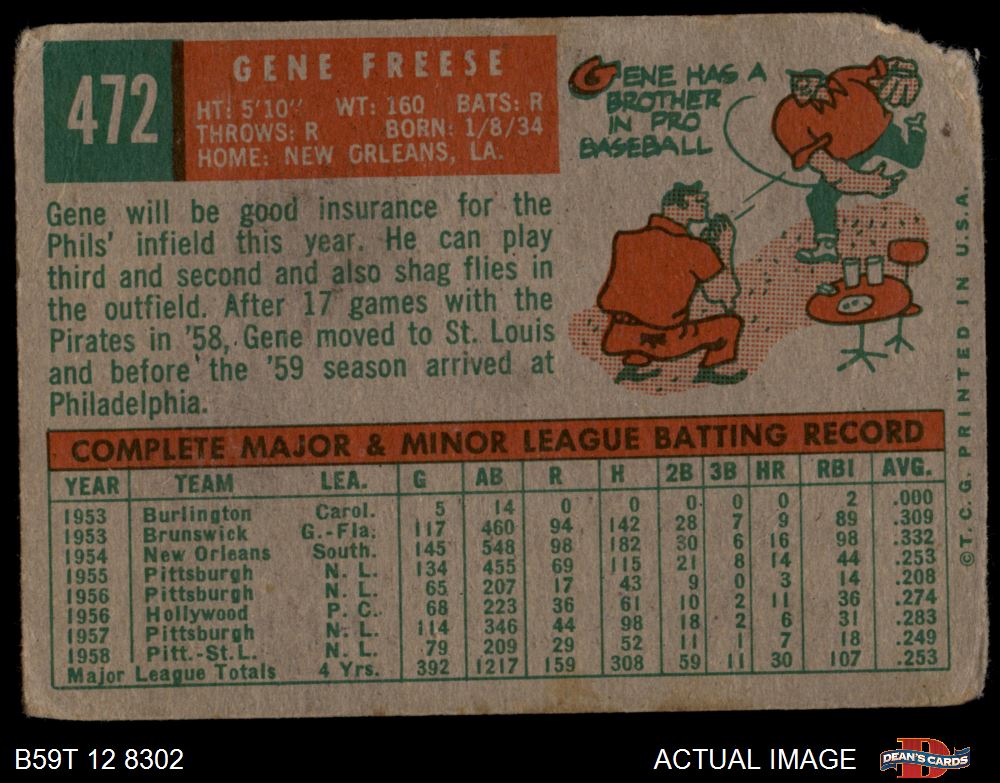 472
GENE FREESE
HT: 5'10" WT: 160 BATS: R
THROWS: R BORN: 1/8/34
HOME: NEW ORLEANS, LA.
GENE HAS A
BROTHER
IN PRO
BASEBALL
Gene will be good insurance for the
Phils' infield this year. He can play
third and second and also shag flies in
the outfield. After 17 games with the
Pirates in '58, Gene moved to St. Louis
and before the '59 season arrived at
Philadelphia.
COMPLETE MAJOR & MINOR LEAGUE BATTING RECORD
YEAR TEAM LEA. G AB R H 2B 3B HR RBI AVG.
1953 Burlington Carol. 5 14 0 0 0 0 0 2 .000
1953 Brunswick G.-Fla. 117 460 94 142 28 7 9 89 .309
1954 New Orleans South. 145 548 98 182 30 6 16 98 .332
1955 Pittsburgh N. L. 134 455 69 115 21 8 14 44 .253
1956 Pittsburgh N. L. 65 207 17 43 9 0 3 14 .208
1956 Hollywood P. C. 68 223 36 61 10 2 11 36 .274
1957 Pittsburgh N. L. 114 346 44 98 18 2 6 31 .283
1958 Pitt.-St.L. N. L. 79 209 29 52 11 1 7 18 .249
Major League Totals 4 Yrs. 392 1217 159 308 59 11 30 107 .253
© T. C. G. PRINTED IN U.S.A.
B59T 12 8302
ACTUAL IMAGE
DEAN'S CARDS